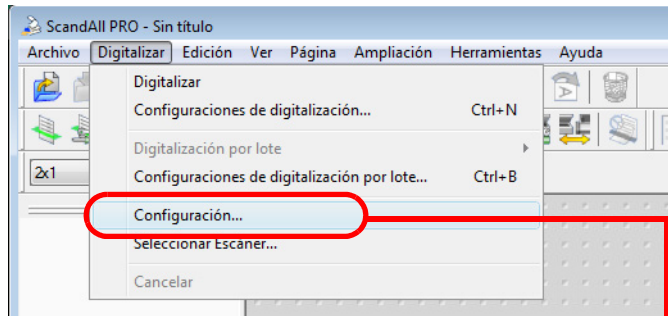 ScandAll PRO - Sin título
Archivo Digitalizar Edición Ver Página Ampliación Herramientas Ayuda
Digitalizar
Configuraciones de digitalización... Ctrl+N
Digitalización por lote
2x1
Configuraciones de digitalización por lote... Ctrl+B
Configuración...
Seleccionar Escáner...
Cancelar